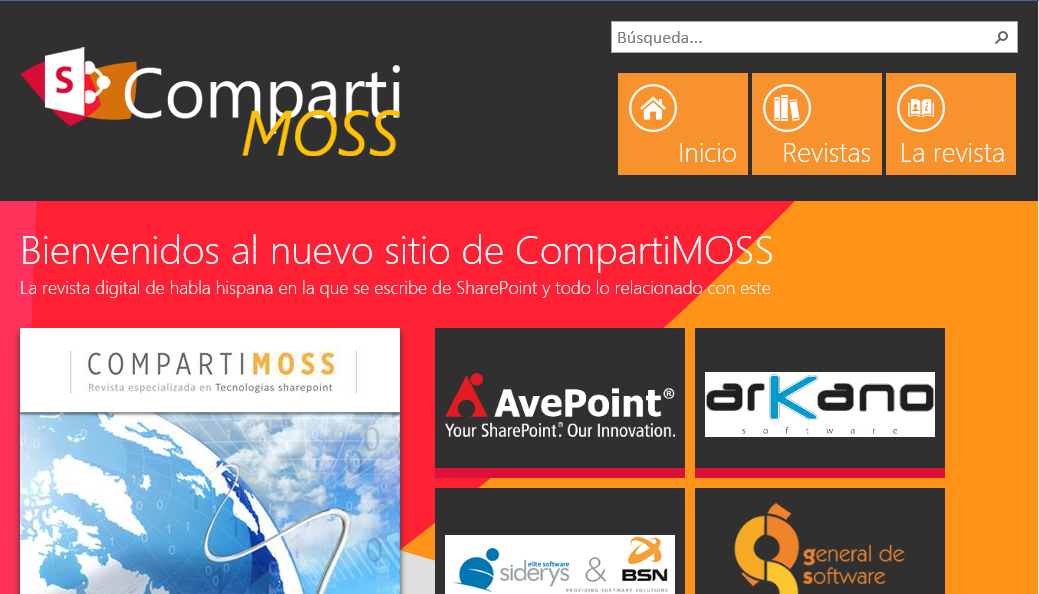 Búsqueda...
S
Comparti
MOSS
Inicio
Revistas
La revista
Bienvenidos al nuevo sitio de CompartiMOSS
La revista digital de habla hispana en la que se escribe de SharePoint y todo lo relacionado con este
COMPARTIMOSS
Revista especializada en Tecnologias sharepoint
AvePoint®
Your SharePoint®. Our Innovation.
arKano
software
elite software
siderys & BSN
PROVIDING SOFTWARE SOLUTIONS
general de
software